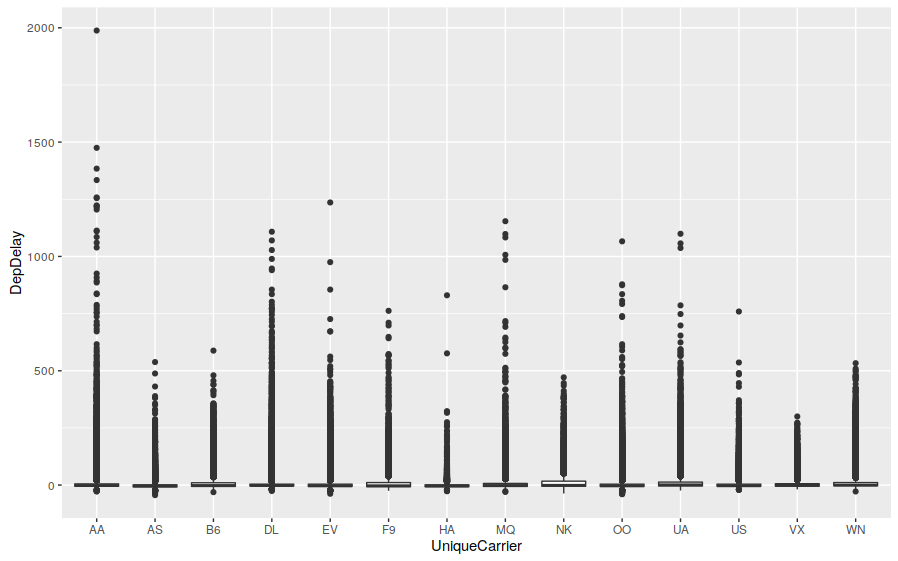 DepDelay
2000
1500
1000
500
0
AA AS B6 DL EV F9 HA MQ NK OO UA US VX WN
UniqueCarrier